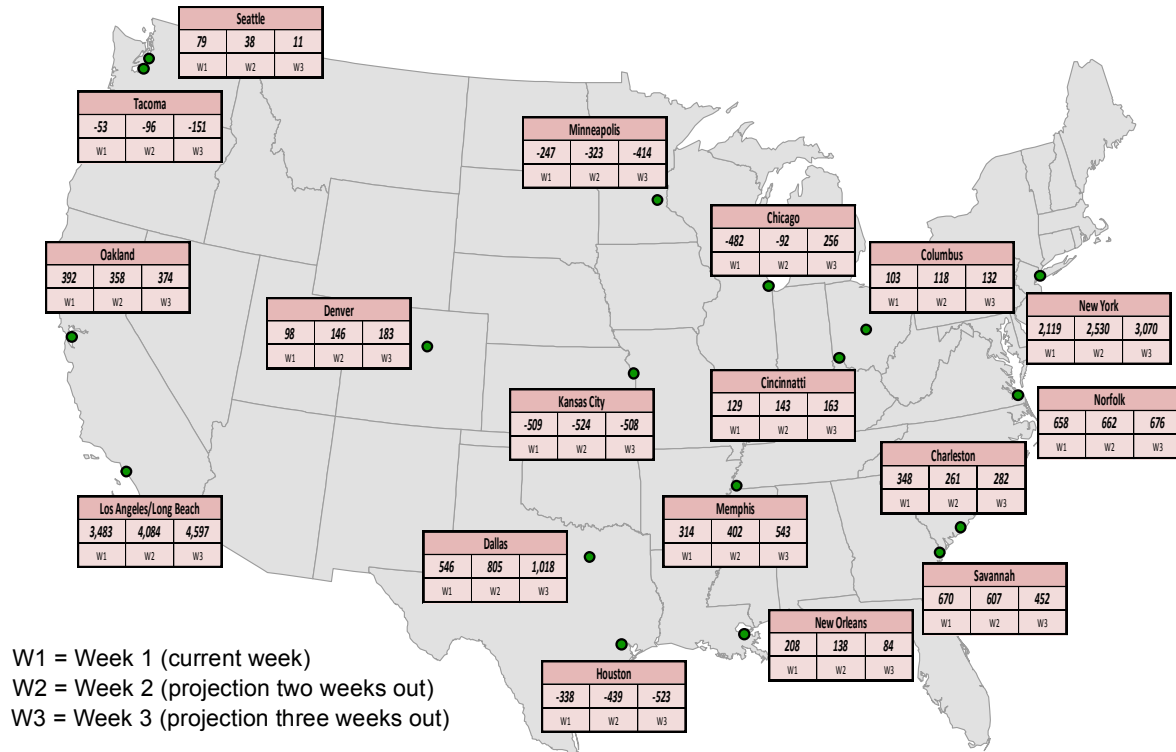 Seattle
79 38 11
W1 W2 W3
Tacoma
-53 -96 -151
W1 W2 W3
Minneapolis
-247 -323 -414
W1 W2 W3
Chicago
-482 -92 256
W1 W2 W3
Oakland
392 358 374
W1 W2 W3
Columbus
103 118 132
W1 W2 W3
New York
2,119 2,530 3,070
W1 W2 W3
Denver
98 146 183
W1 W2 W3
Cincinnatti
129 143 163
W1 W2 W3
Kansas City
-509 -524 -508
W1 W2 W3
Norfolk
658 662 676
W1 W2 W3
Charleston
348 261 282
W1 W2 W3
Los Angeles/Long Beach
3,483 4,084 4,597
W1 W2 W3
Memphis
314 402 543
W1 W2 W3
Dallas
546 805 1,018
W1 W2 W3
Savannah
670 607 452
W1 W2 W3
New Orleans
208 138 84
W1 W2 W3
Houston
-338 -439 -523
W1 W2 W3
W1 = Week 1 (current week)
W2 = Week 2 (projection two weeks out)
W3 = Week 3 (projection three weeks out)